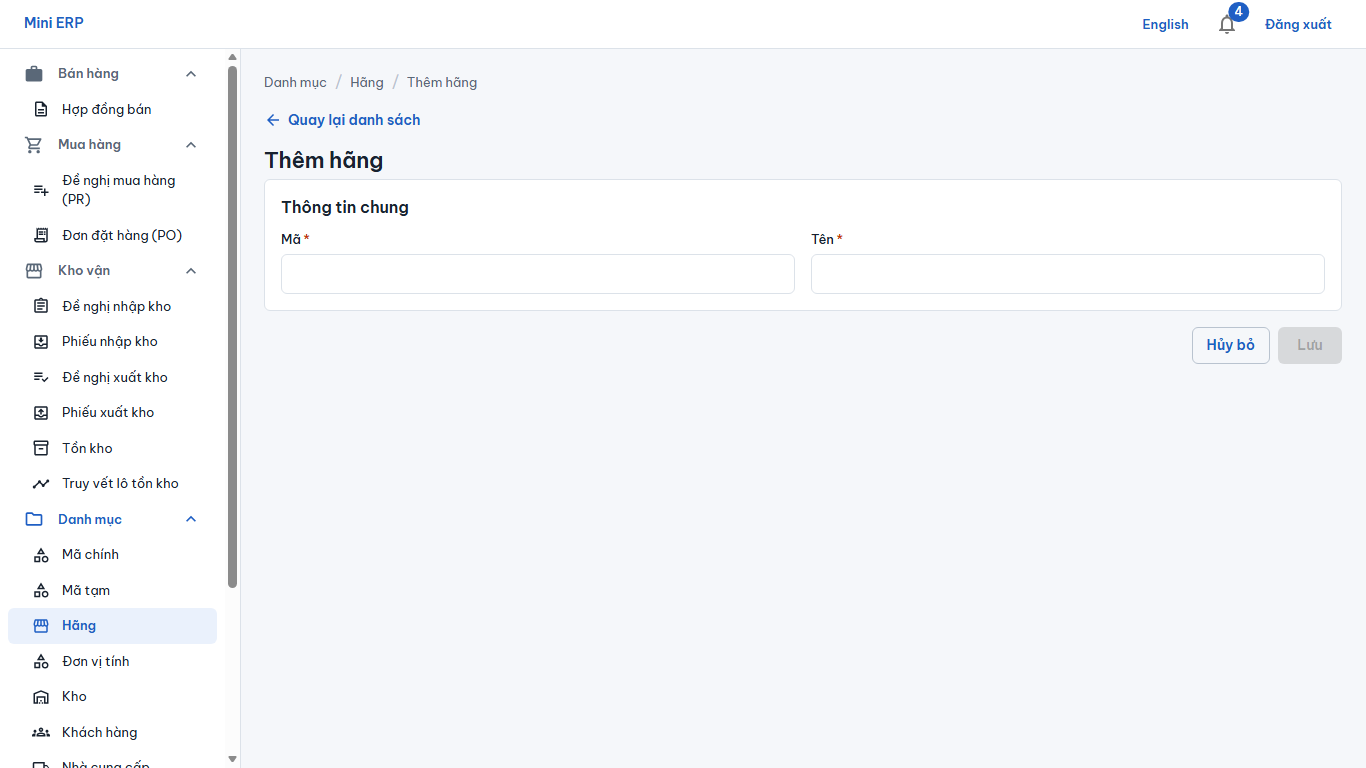 Mini ERP
English
4
Đăng xuất
Bán hàng
Hợp đồng bán
Mua hàng
Đề nghị mua hàng
(PR)
Đơn đặt hàng (PO)
Kho vận
Đề nghị nhập kho
Phiếu nhập kho
Đề nghị xuất kho
Phiếu xuất kho
Tồn kho
Truy vết lô tồn kho
Danh mục
Mã chính
Mã tạm
Hãng
Đơn vị tính
Kho
Khách hàng
Nhà cung cấp
Danh mục / Hãng / Thêm hãng
Quay lại danh sách
Thêm hãng
Thông tin chung
Mã *
Tên *
Hủy bỏ
Lưu